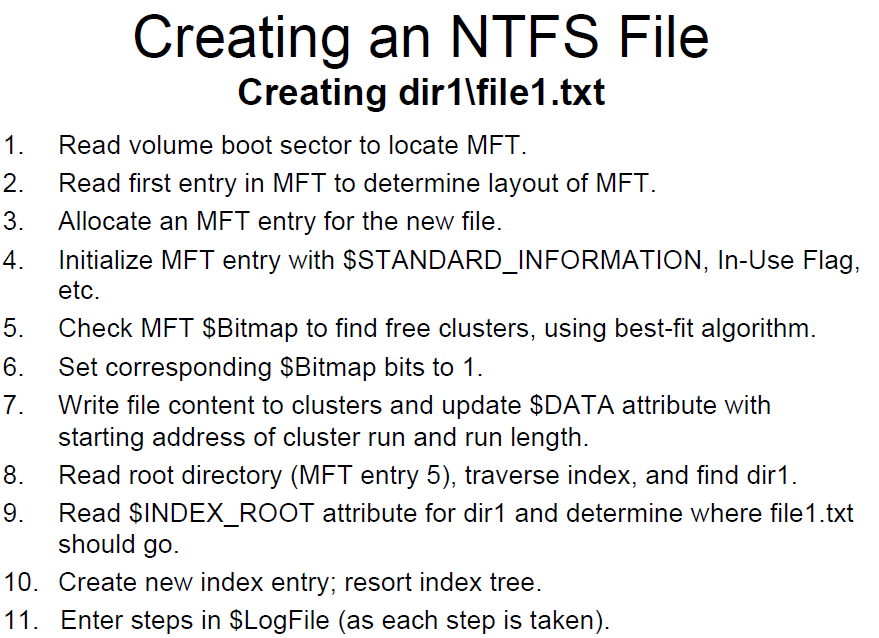 Creating an NTFS File
Creating dir1\file1.txt
1. Read volume boot sector to locate MFT.
2. Read first entry in MFT to determine layout of MFT.
3. Allocate an MFT entry for the new file.
4. Initialize MFT entry with $STANDARD_INFORMATION, In-Use Flag,
etc.
5. Check MFT $Bitmap to find free clusters, using best-fit algorithm.
6. Set corresponding $Bitmap bits to 1.
7. Write file content to clusters and update $DATA attribute with
starting address of cluster run and run length.
8. Read root directory (MFT entry 5), traverse index, and find dir1.
9. Read $INDEX_ROOT attribute for dir1 and determine where file1.txt
should go.
10. Create new index entry; resort index tree.
11. Enter steps in $LogFile (as each step is taken).